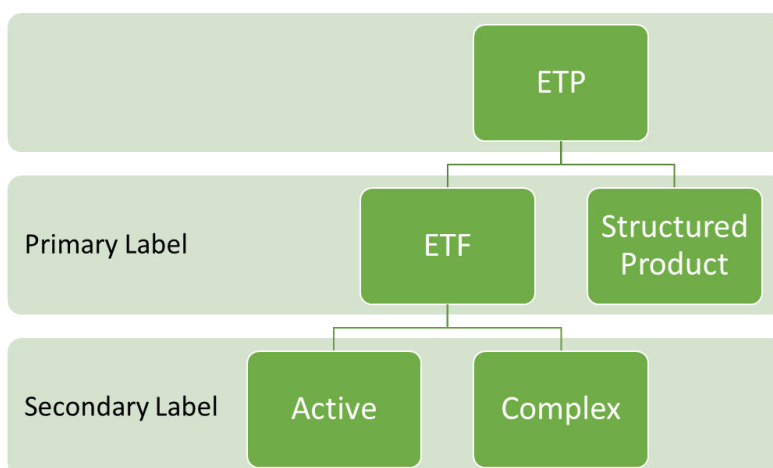 ETP
Primary Label
ETF
Structured
Product
Secondary Label
Active
Complex